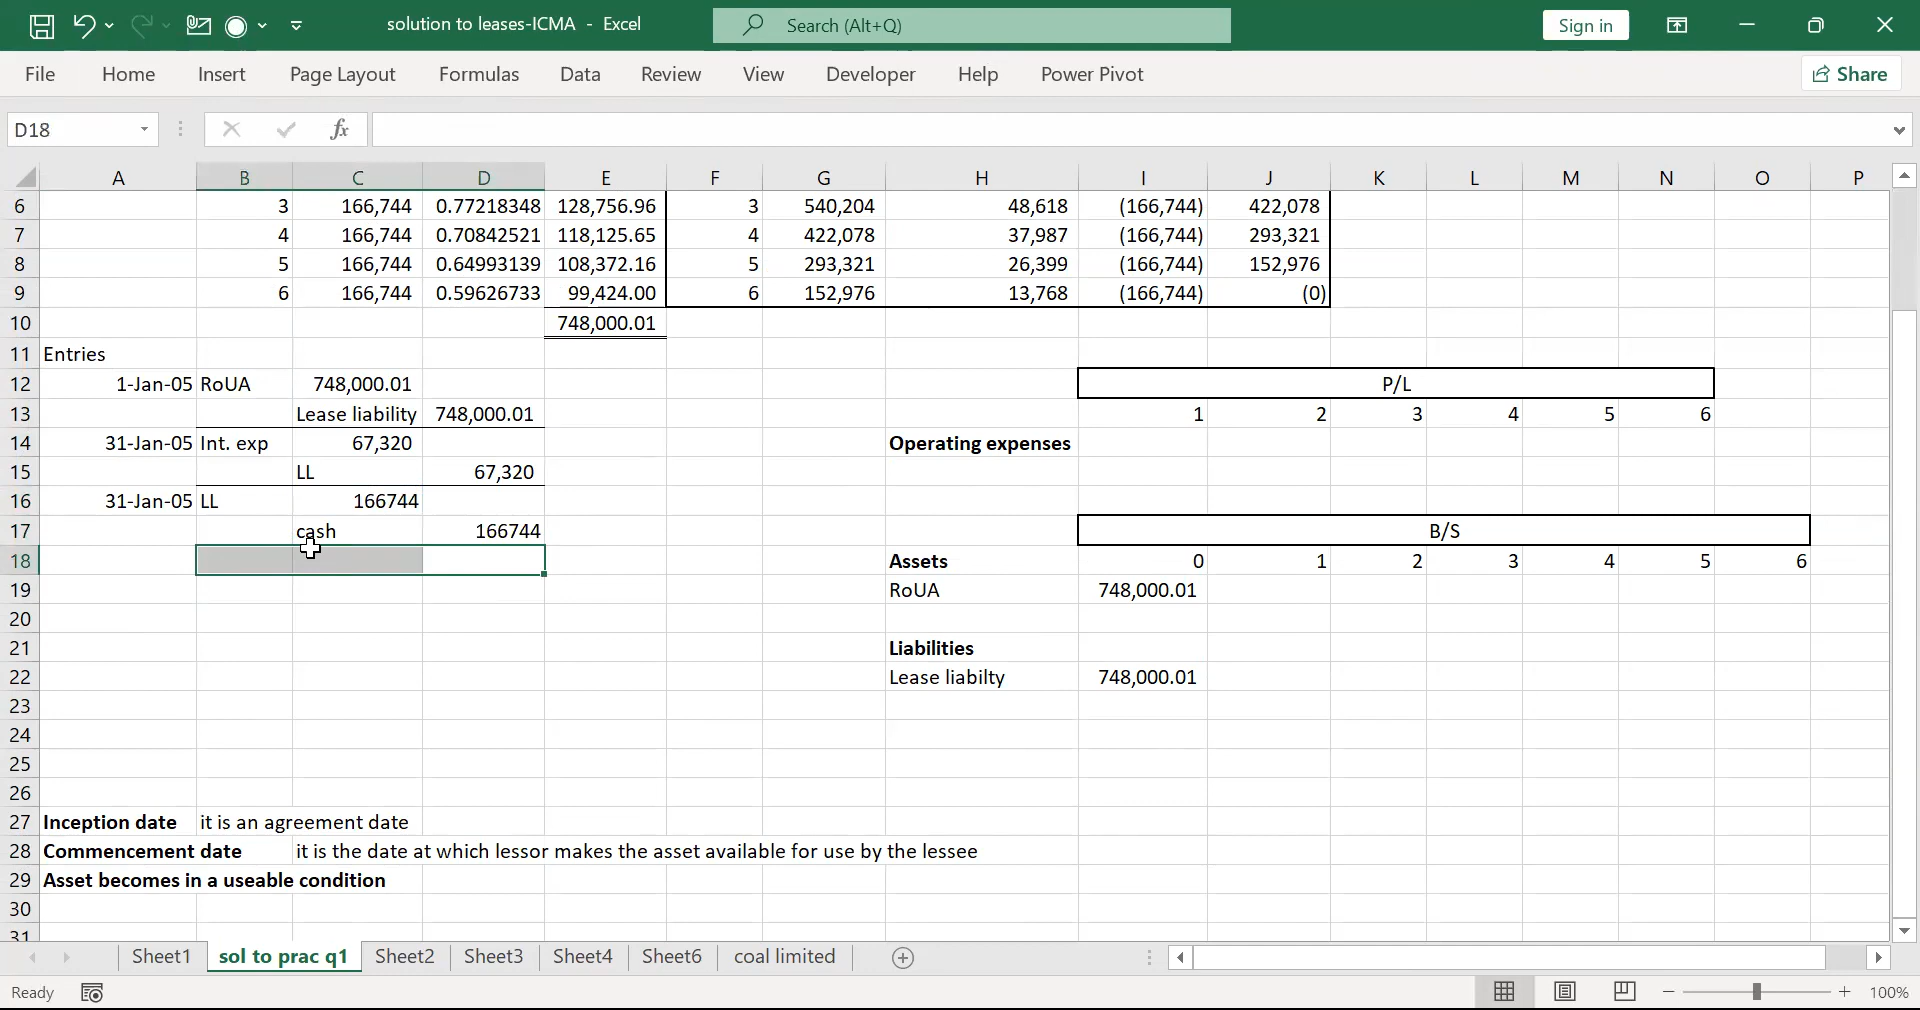 solution to leases-ICMA - Excel
Search (Alt+Q)
Sign in
File Home Insert Page Layout Formulas Data Review View Developer Help Power Pivot Share
D18 fx
A B C D E F G H I J K L M N O P
6 3 166,744 0.77218348 128,756.96 3 540,204 48,618 (166,744) 422,078
7 4 166,744 0.70842521 118,125.65 4 422,078 37,987 (166,744) 293,321
8 5 166,744 0.64993139 108,372.16 5 293,321 26,399 (166,744) 152,976
9 6 166,744 0.59626733 99,424.00 6 152,976 13,768 (166,744) (0)
10 748,000.01
11 Entries
12 1-Jan-05 RoUA 748,000.01 P/L
13 Lease liability 748,000.01 1 2 3 4 5 6
14 31-Jan-05 Int. exp 67,320 Operating expenses
15 LL 67,320
16 31-Jan-05 LL 166744
17 cash 166744 B/S
18 Assets 0 1 2 3 4 5 6
19 RoUA 748,000.01
20
21 Liabilities
22 Lease liabilty 748,000.01
23
24
25
26
27 Inception date it is an agreement date
28 Commencement date it is the date at which lessor makes the asset available for use by the lessee
29 Asset becomes in a useable condition
30
31
Sheet1 sol to prac q1 Sheet2 Sheet3 Sheet4 Sheet6 coal limited
Ready 100%